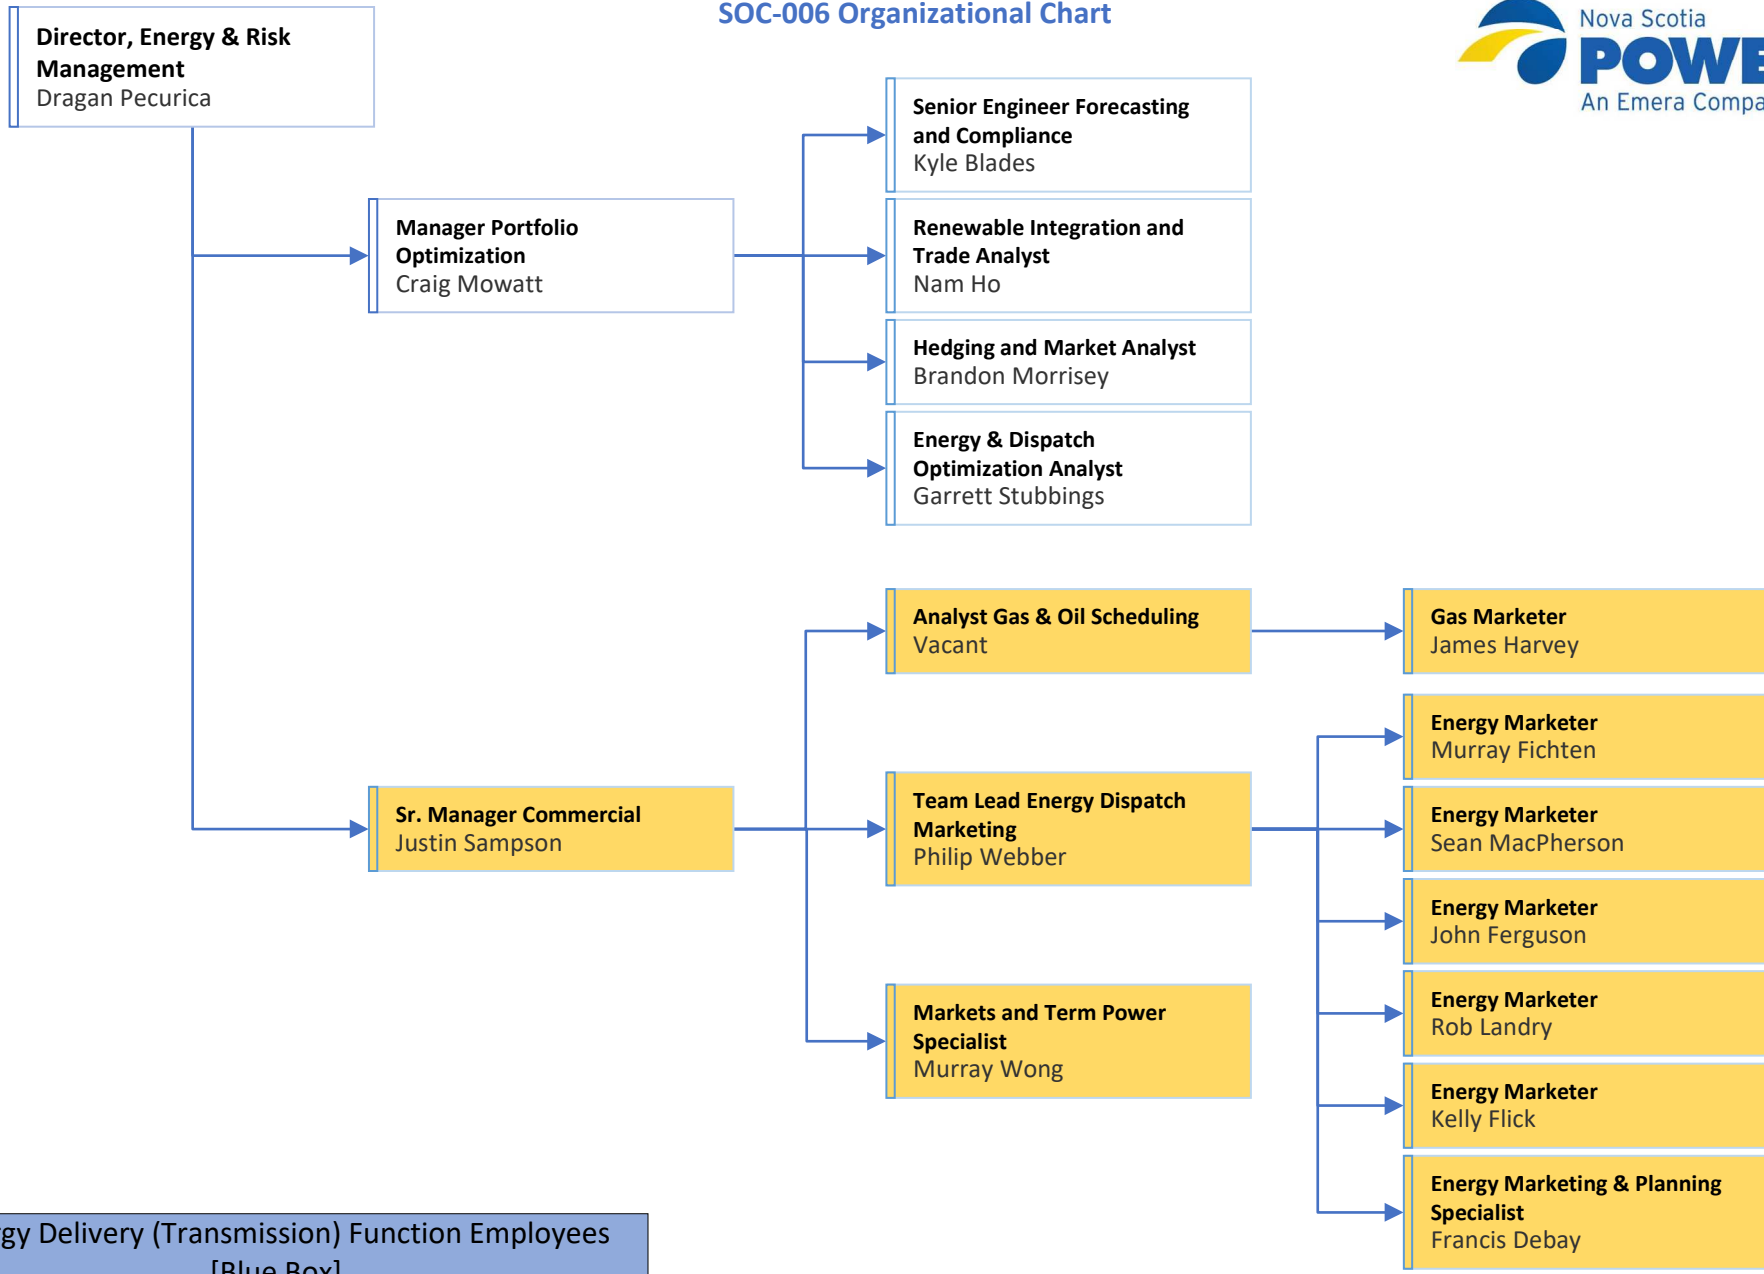 SOC-006 Organizational Chart
Nova Scotia
POWE
An Emera Compa
Director, Energy & Risk
Management
Dragan Pecurica
Senior Engineer Forecasting
and Compliance
Kyle Blades
Manager Portfolio
Optimization
Craig Mowatt
Renewable Integration and
Trade Analyst
Nam Ho
Hedging and Market Analyst
Brandon Morrisey
Energy & Dispatch
Optimization Analyst
Garrett Stubbings
Analyst Gas & Oil Scheduling
Vacant
Gas Marketer
James Harvey
Energy Marketer
Murray Fichten
Sr. Manager Commercial
Justin Sampson
Team Lead Energy Dispatch
Marketing
Philip Webber
Energy Marketer
Sean MacPherson
Energy Marketer
John Ferguson
Markets and Term Power
Specialist
Murray Wong
Energy Marketer
Rob Landry
Energy Marketer
Kelly Flick
Energy Marketing & Planning
Specialist
Francis Debay
gy Delivery (Transmission) Function Employees
[Blue Box]